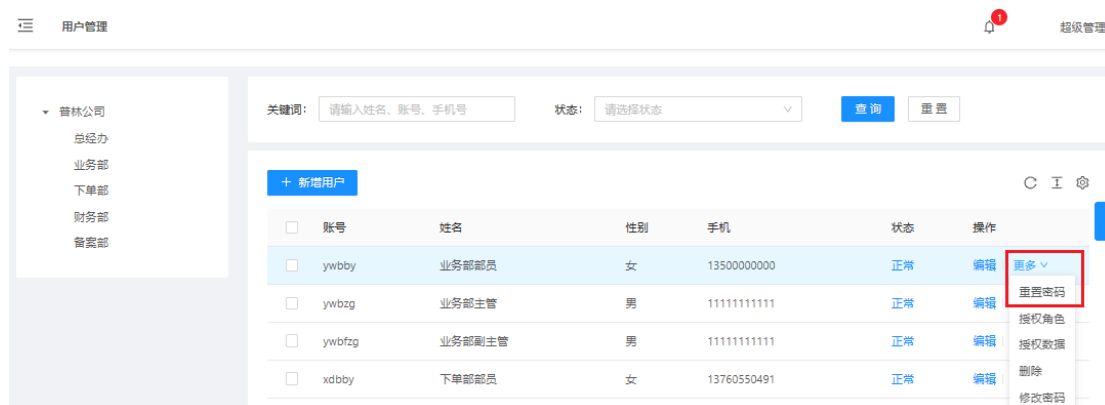 用户管理
1
超级管理
普林公司
总经办
业务部
下单部
财务部
备案部
关键词： 请输入姓名、账号、手机号 状态： 请选择状态 查 询 重 置
+ 新增用户
账号 姓名 性别 手机 状态 操作
ywbby 业务部部员 女 13500000000 正常 编辑 更多
重置密码
ywbzg 业务部主管 男 11111111111 正常 编辑
授权角色
ywbfzg 业务部副主管 男 11111111111 正常 编辑
授权数据
删除
xdbby 下单部部员 女 13760550491 正常 编辑
修改密码